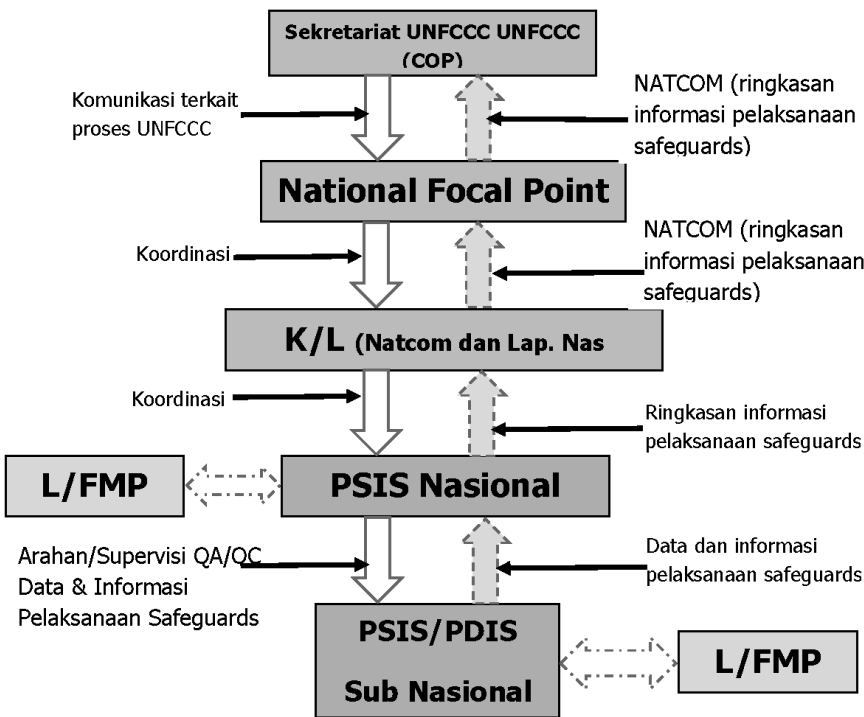 Sekretariat UNFCCC UNFCCC
(COP)
Komunikasi terkait
proses UNFCCC
NATCOM (ringkasan
informasi pelaksanaan
safeguards)
National Focal Point
Koordinasi
NATCOM (ringkasan
informasi pelaksanaan
safeguards)
K/L (Natcom dan Lap. Nas
Koordinasi
Ringkasan informasi
pelaksanaan safeguards
L/FMP
PSIS Nasional
Arahan/Supervisi QA/QC
Data & Informasi
Pelaksanaan Safeguards
Data dan informasi
pelaksanaan safeguards
PSIS/PDIS
Sub Nasional
L/FMP